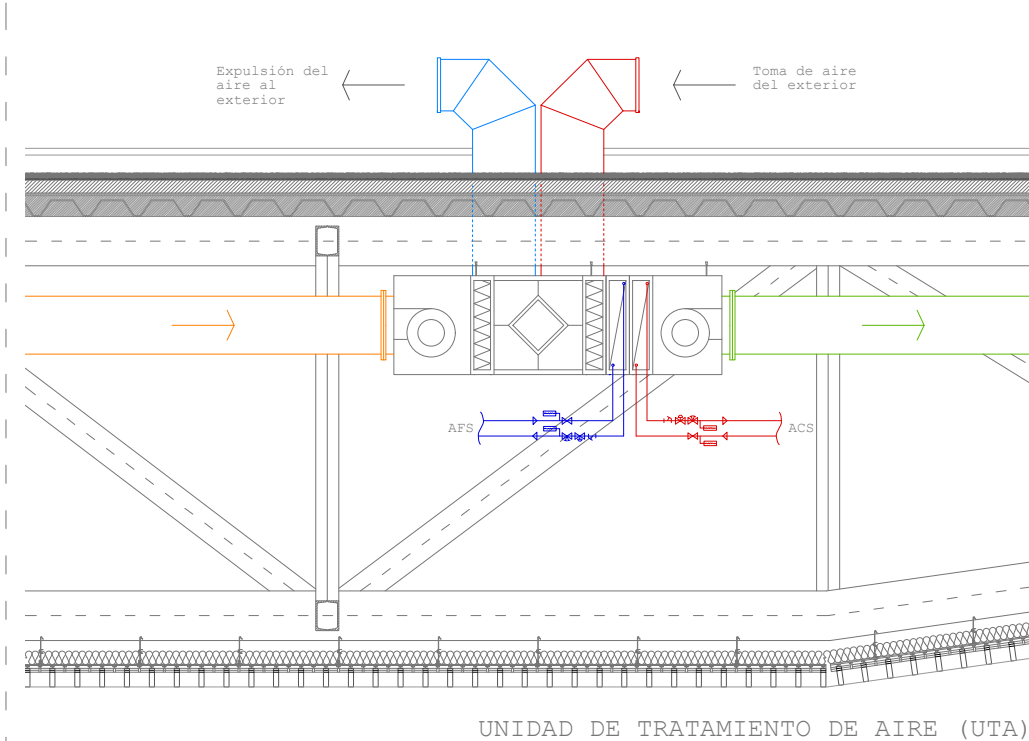 Expulsión del
aire al
exterior
Toma de aire
del exterior
AFS
ACS
UNIDAD DE TRATAMIENTO DE AIRE (UTA)